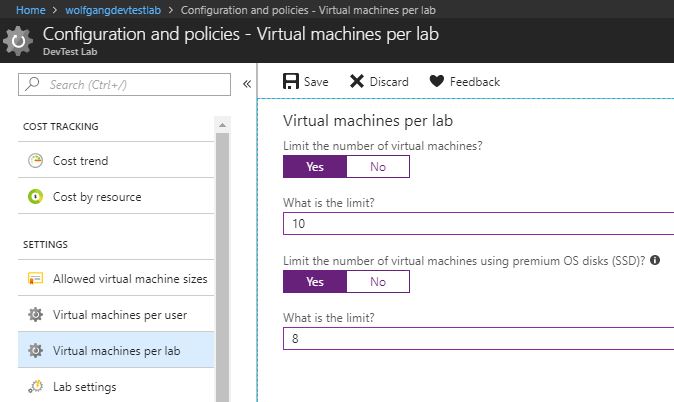 Home > wolfgangdevtestlab > Configuration and policies - Virtual machines per lab
Configuration and policies - Virtual machines per lab
DevTest Lab
Search (Ctrl+/)
«
Save
Discard
Feedback
COST TRACKING
Cost trend
Cost by resource
SETTINGS
Allowed virtual machine sizes
Virtual machines per user
Virtual machines per lab
Lab settings
Virtual machines per lab
Limit the number of virtual machines?
Yes No
What is the limit?
10
Limit the number of virtual machines using premium OS disks (SSD)?
Yes No
What is the limit?
8